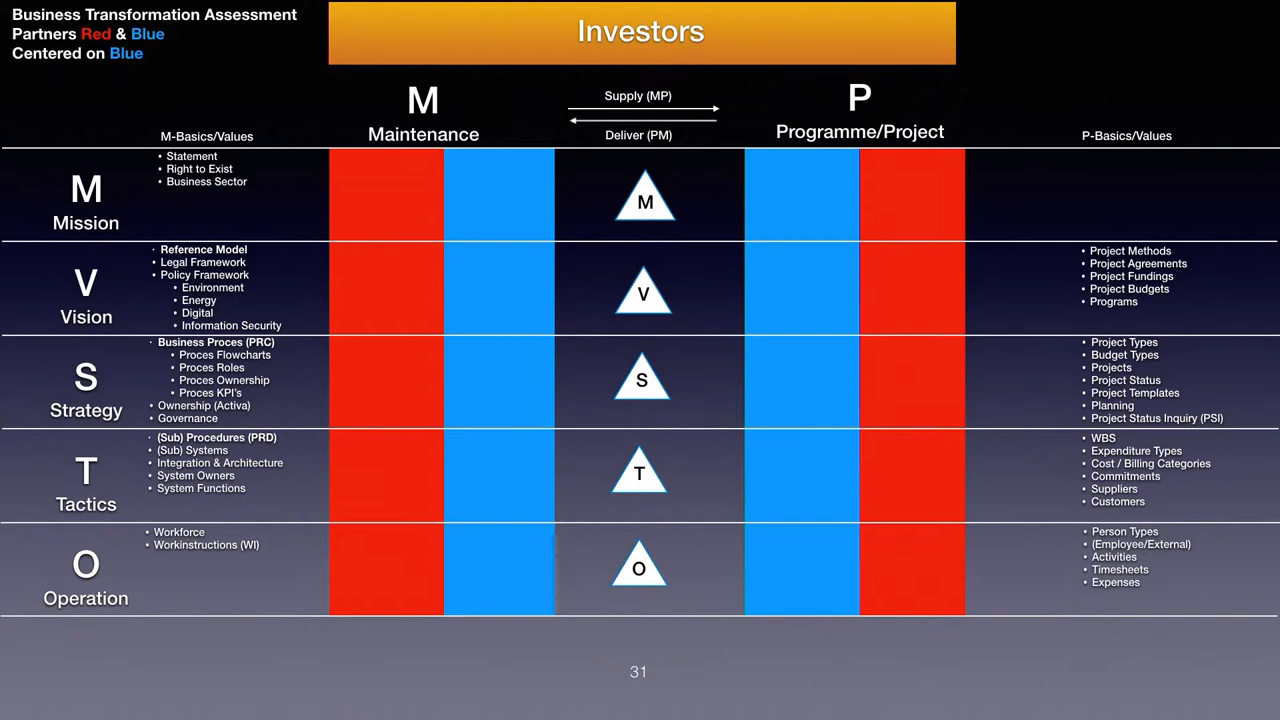 Business Transformation Assessment
Partners Red & Blue
Centered on Blue
Investors
M
Maintenance
Supply (MP)
Deliver (PM)
P
Programme/Project
M-Basics/Values
P-Basics/Values
M
Mission
• Statement
• Right to Exist
• Business Sector
M
V
Vision
· Reference Model
• Legal Framework
• Policy Framework
• Environment
• Energy
• Digital
• Information Security
V
• Project Methods
• Project Agreements
• Project Fundings
• Project Budgets
• Programs
S
Strategy
· Business Proces (PRC)
• Proces Flowcharts
• Proces Roles
• Proces Ownership
• Proces KPI's
• Ownership (Activa)
• Governance
S
• Project Types
• Budget Types
• Projects
• Project Status
• Project Templates
• Planning
• Project Status Inquiry (PSI)
T
Tactics
· (Sub) Procedures (PRD)
• (Sub) Systems
• Integration & Architecture
• System Owners
• System Functions
T
• WBS
• Expenditure Types
• Cost / Billing Categories
• Commitments
• Suppliers
• Customers
O
Operation
• Workforce
• Workinstructions (WI)
O
• Person Types
• (Employee/External)
• Activities
• Timesheets
• Expenses
31